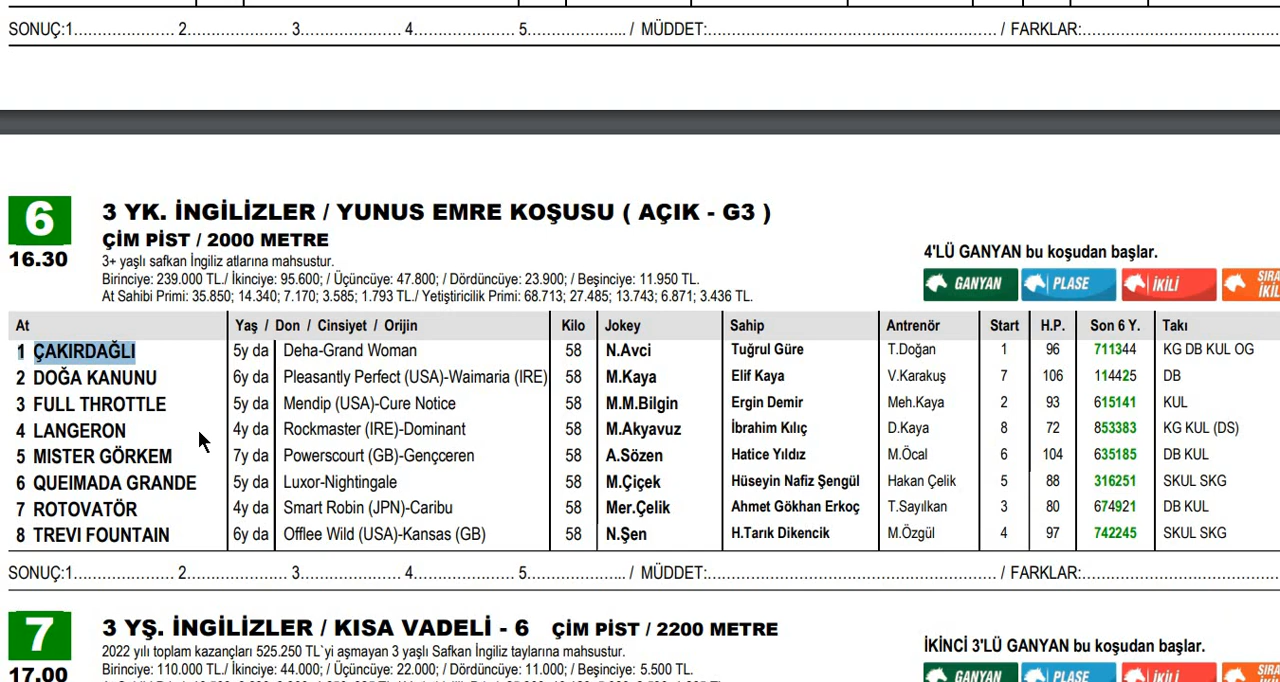 SONUÇ:1........................ 2........................ 3........................ 4........................ 5...................... / MÜDDET:.................................................................... / FARKLAR:..............................................
6 3 YK. İNGİLİZLER / YUNUS EMRE KOŞUSU ( AÇIK - G3 )
ÇİM PİST / 2000 METRE
16.30 3+ yaşlı safkan İngiliz atlarına mahsustur.
4'LÜ GANYAN bu koşudan başlar.
Birinciye: 239.000 TL./ İkinciye: 95.600; / Üçüncüye: 47.800; / Dördüncüye: 23.900; / Beşinciye: 11.950 TL.
GANYAN PLASE İKİLİ SIRA İKİL
At Sahibi Primi: 35.850; 14.340; 7.170; 3.585; 1.793 TL./ Yetiştiricilik Primi: 68.713; 27.485; 13.743; 6.871; 3.436 TL.
At Yaş / Don / Cinsiyet / Orijin Kilo Jokey Sahip Antrenör Start H.P. Son 6 Y. Takı
1 ÇAKIRDAĞLI 5y da Deha-Grand Woman 58 N.Avci Tuğrul Güre T.Doğan 1 96 711344 KG DB KUL OG
2 DOĞA KANUNU 6y da Pleasantly Perfect (USA)-Waimaria (IRE) 58 M.Kaya Elif Kaya V.Karakuş 7 106 114425 DB
3 FULL THROTTLE 5y da Mendip (USA)-Cure Notice 58 M.M.Bilgin Ergin Demir Meh.Kaya 2 93 615141 KUL
4 LANGERON 4y da Rockmaster (IRE)-Dominant 58 M.Akyavuz İbrahim Kılıç D.Kaya 8 72 853383 KG KUL (DS)
5 MISTER GÖRKEM 7y da Powerscourt (GB)-Gençceren 58 A.Sözen Hatice Yıldız M.Öcal 6 104 635185 DB KUL
6 QUEIMADA GRANDE 5y da Luxor-Nightingale 58 M.Çiçek Hüseyin Nafiz Şengül Hakan Çelik 5 88 316251 SKUL SKG
7 ROTOVATÖR 4y da Smart Robin (JPN)-Caribu 58 Mer.Çelik Ahmet Gökhan Erkoç T.Sayılkan 3 80 674921 DB KUL
8 TREVI FOUNTAIN 6y da Offlee Wild (USA)-Kansas (GB) 58 N.Şen H.Tarık Dikencik M.Özgül 4 97 742245 SKUL SKG
SONUÇ:1........................ 2........................ 3........................ 4........................ 5...................... / MÜDDET:.................................................................... / FARKLAR:..............................................
7 3 YŞ. İNGİLİZLER / KISA VADELİ - 6 ÇİM PİST / 2200 METRE
2022 yılı toplam kazançları 525.250 TL`yi aşmayan 3 yaşlı Safkan İngiliz taylarına mahsustur.
İKİNCİ 3'LÜ GANYAN bu koşudan başlar.
17.00 Birinciye: 110.000 TL./ İkinciye: 44.000; / Üçüncüye: 22.000; / Dördüncüye: 11.000; / Beşinciye: 5.500 TL.
GANYAN PLASE İKİLİ SIRA